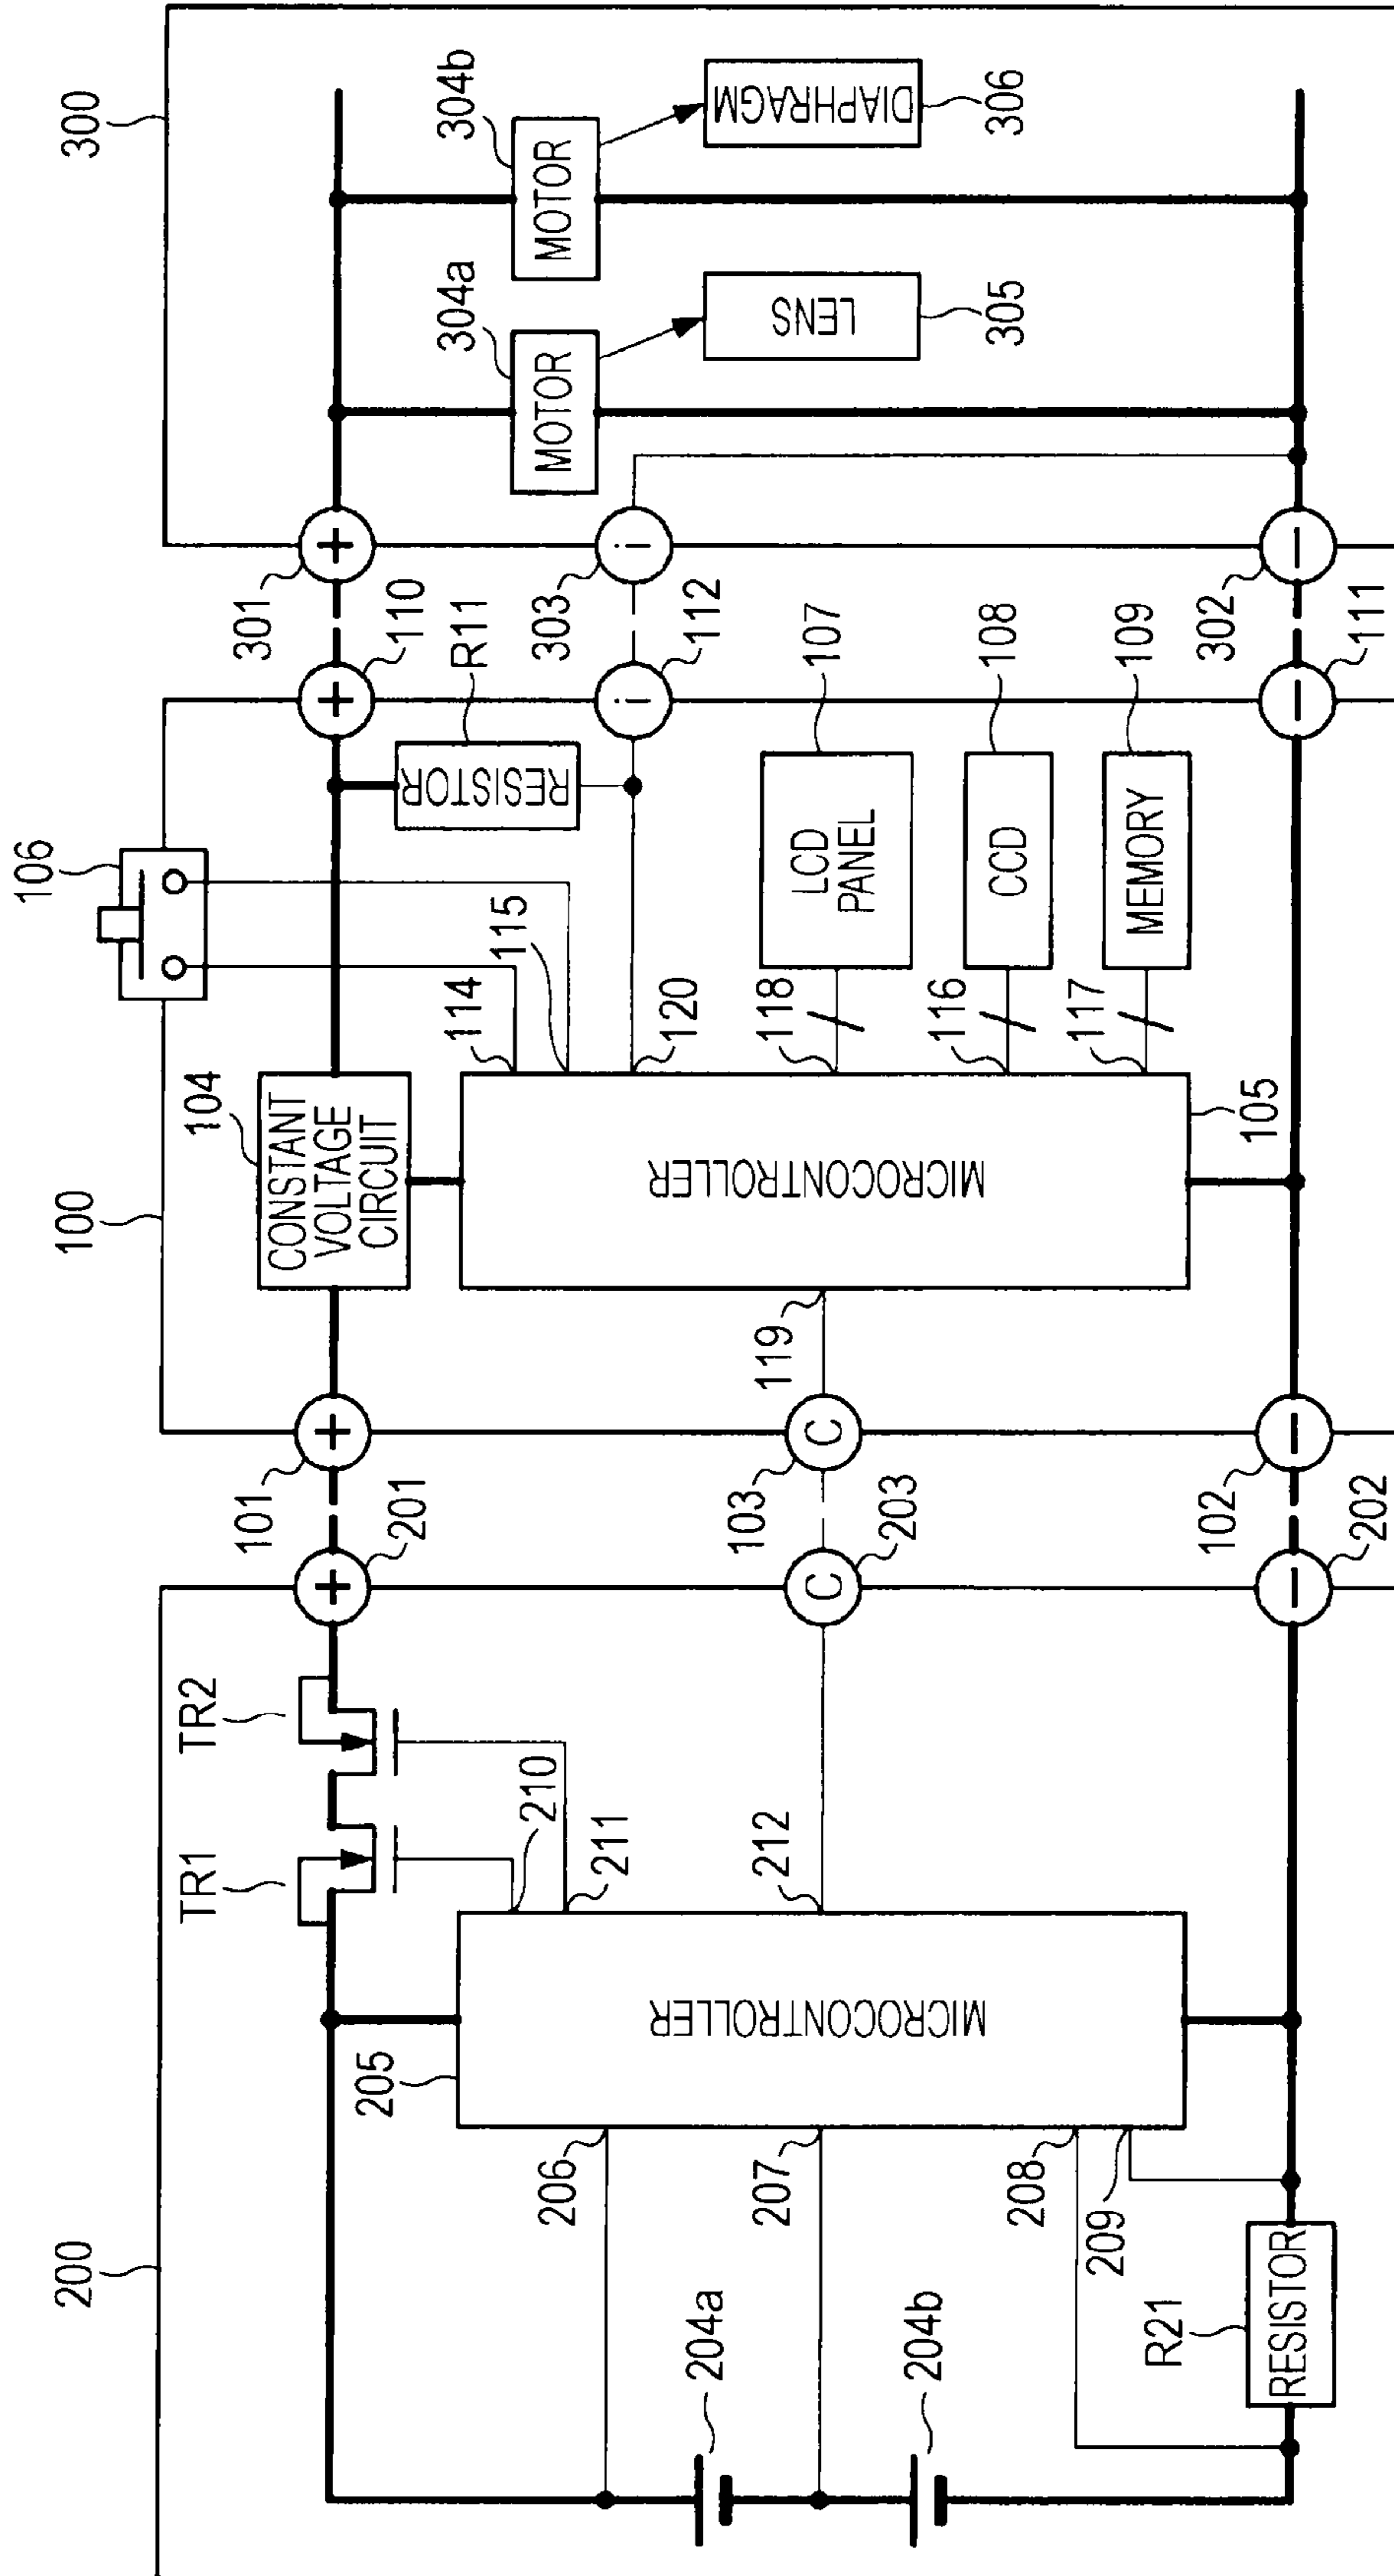 300
304b
MOTOR
DIAPHRAGM
306
304a
MOTOR
LENS
305
+
301
i
303
–
302
+
110
R11
RESISTOR
i
112
–
111
106
100
104
CONSTANT
VOLTAGE
CIRCUIT
114
115
120
118
116
117
LCD
PANEL
107
CCD
108
MEMORY
109
MICROCONTROLLER
105
119
+
101
C
103
–
102
+
201
C
203
–
202
200
TR2
TR1
210
211
212
MICROCONTROLLER
205
206
207
208
209
204a
204b
R21
RESISTOR